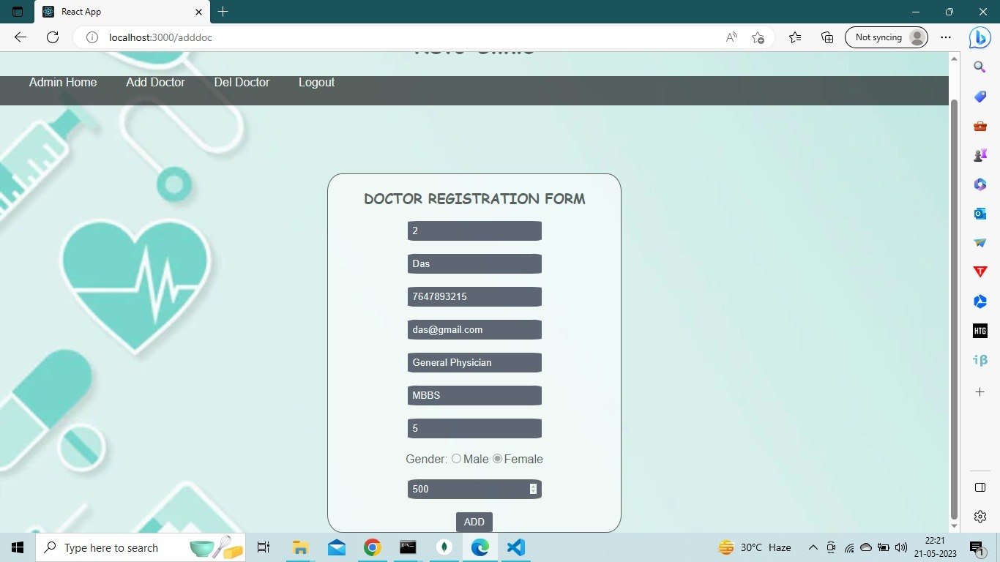 React App
localhost:3000/adddoc
Not syncing
Admin Home Add Doctor Del Doctor Logout
DOCTOR REGISTRATION FORM
2
Das
7647893215
das@gmail.com
General Physician
MBBS
5
Gender: Male Female
500
ADD
HTG
iβ
Type here to search
30°C Haze
22:21
21-05-2023
1